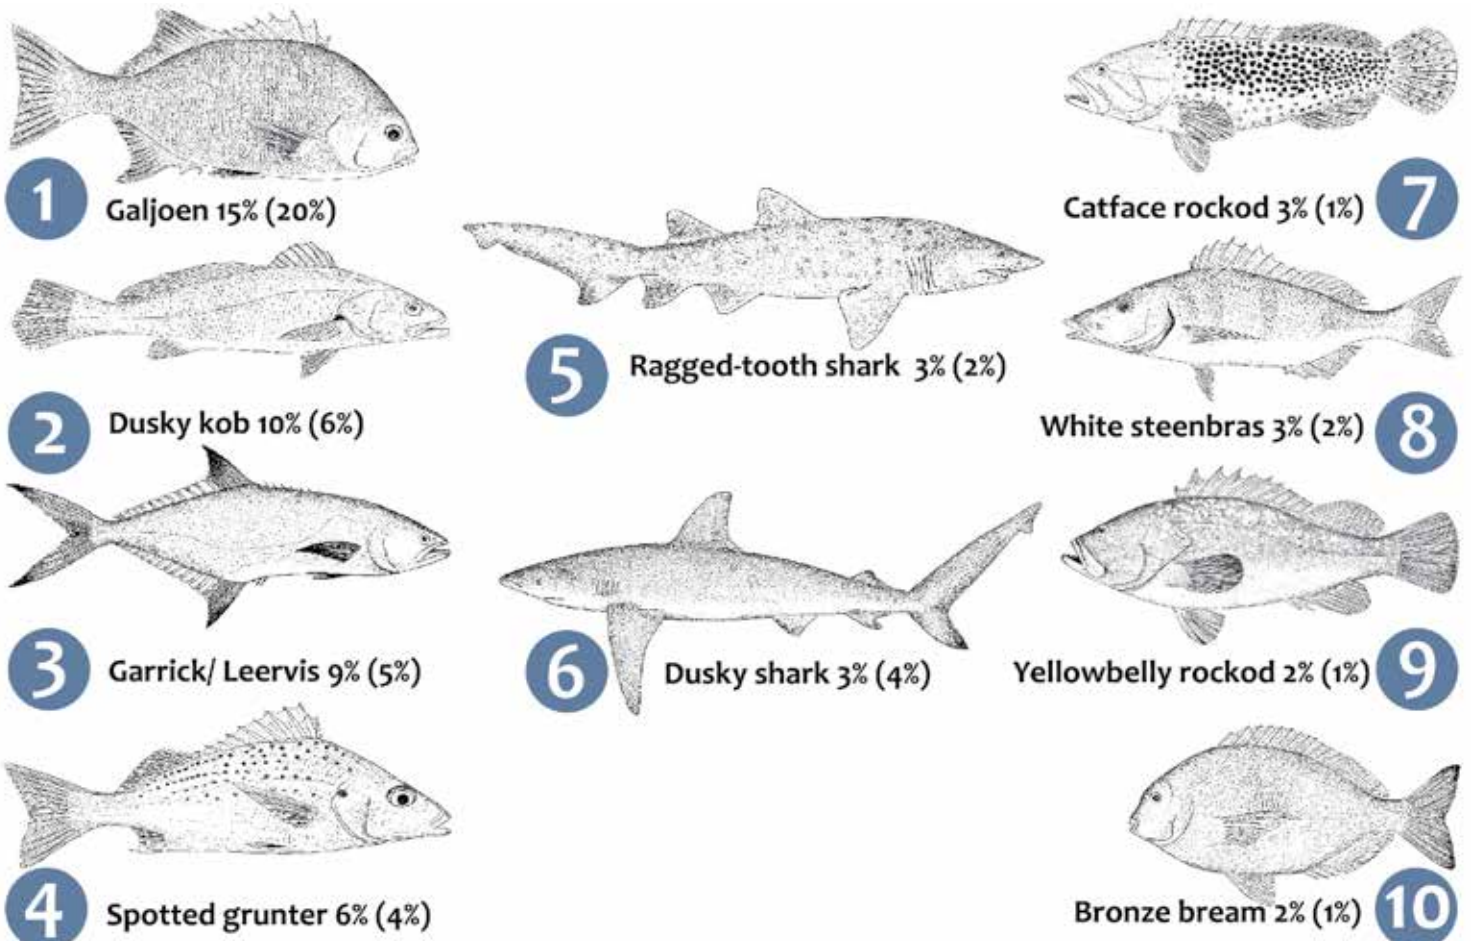 1
Galjoen 15% (20%)
2
Dusky kob 10% (6%)
3
Garrick/ Leervis 9% (5%)
4
Spotted grunter 6% (4%)
5
Ragged-tooth shark 3% (2%)
6
Dusky shark 3% (4%)
Catface rockod 3% (1%)
7
White steenbras 3% (2%)
8
Yellowbelly rockod 2% (1%)
9
Bronze bream 2% (1%)
10